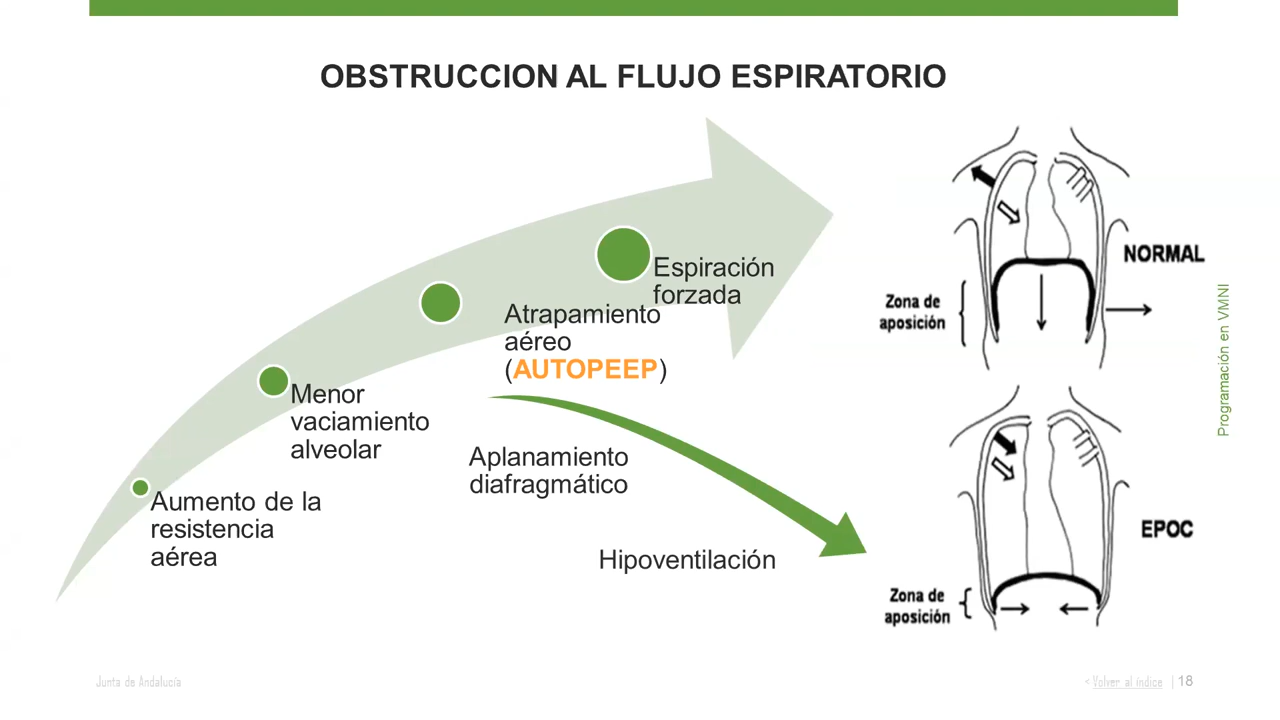 OBSTRUCCION AL FLUJO ESPIRATORIO
Espiración
forzada
Atrapamiento
aéreo
(AUTOPEEP)
Menor
vaciamiento
alveolar
Aumento de la
resistencia
aérea
Aplanamiento
diafragmático
Hipoventilación
NORMAL
Zona de
aposición
EPOC
Zona de
aposición
Programación en VMNI
Junta de Andalucía
< Volver al índice | 18